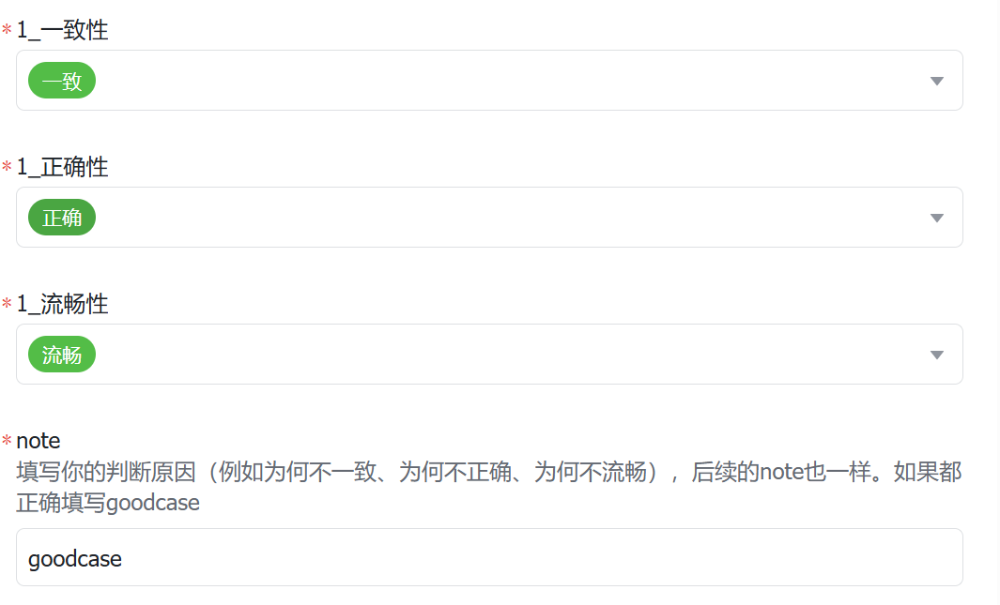 *1_一致性
一致
*1_正确性
正确
*1_流畅性
流畅
*note
填写你的判断原因（例如为何不一致、为何不正确、为何不流畅），后续的note也一样。如果都
正确填写goodcase
goodcase